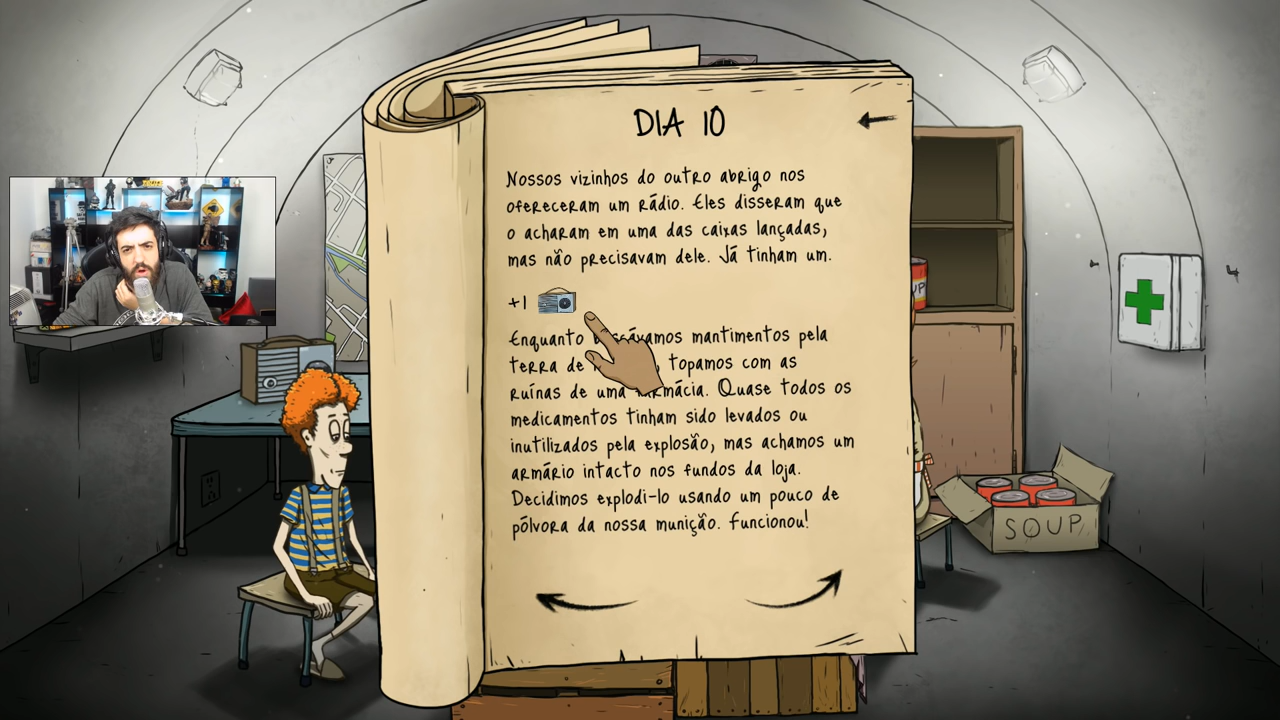 DIA 10
Nossos vizinhos do outro abrigo nos
ofereceram um rádio. Eles disseram que
o acharam em uma das caixas lançadas,
mas não precisavam dele. Já tinham um.
+1
Enquanto mantimentos pela
terra de topamos com as
ruínas de uma Quase todos os
medicamentos tinham sido levados ou
inutilizados pela explosão, mas achamos um
armário intacto nos fundos da loja.
Decidimos explodi-lo usando um pouco de
pólvora da nossa munição. Funcionou!
SOUP